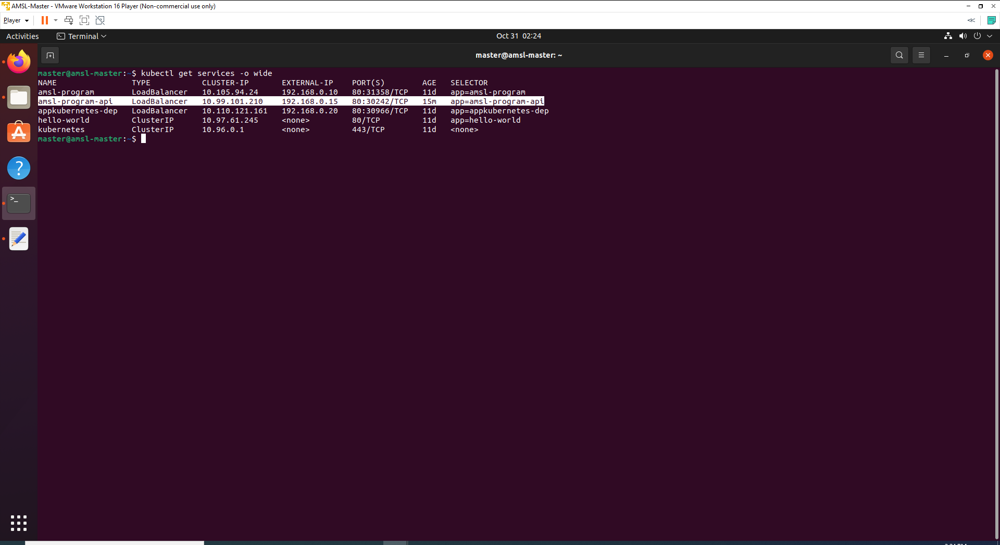 AMSL-Master - VMware Workstation 16 Player (Non-commercial use only)
Player
Activities Terminal Oct 31 02:24
master@amsl-master: ~
master@amsl-master:~$ kubectl get services -o wide
NAME TYPE CLUSTER-IP EXTERNAL-IP PORT(S) AGE SELECTOR
amsl-program LoadBalancer 10.105.94.24 192.168.0.10 80:31358/TCP 11d app=amsl-program
amsl-program-api LoadBalancer 10.99.101.210 192.168.0.15 80:30242/TCP 15m app=amsl-program-api
appkubernetes-dep LoadBalancer 10.110.121.161 192.168.0.20 80:30966/TCP 11d app=appkubernetes-dep
hello-world ClusterIP 10.97.61.245 <none> 80/TCP 11d app=hello-world
kubernetes ClusterIP 10.96.0.1 <none> 443/TCP 11d <none>
master@amsl-master:~$